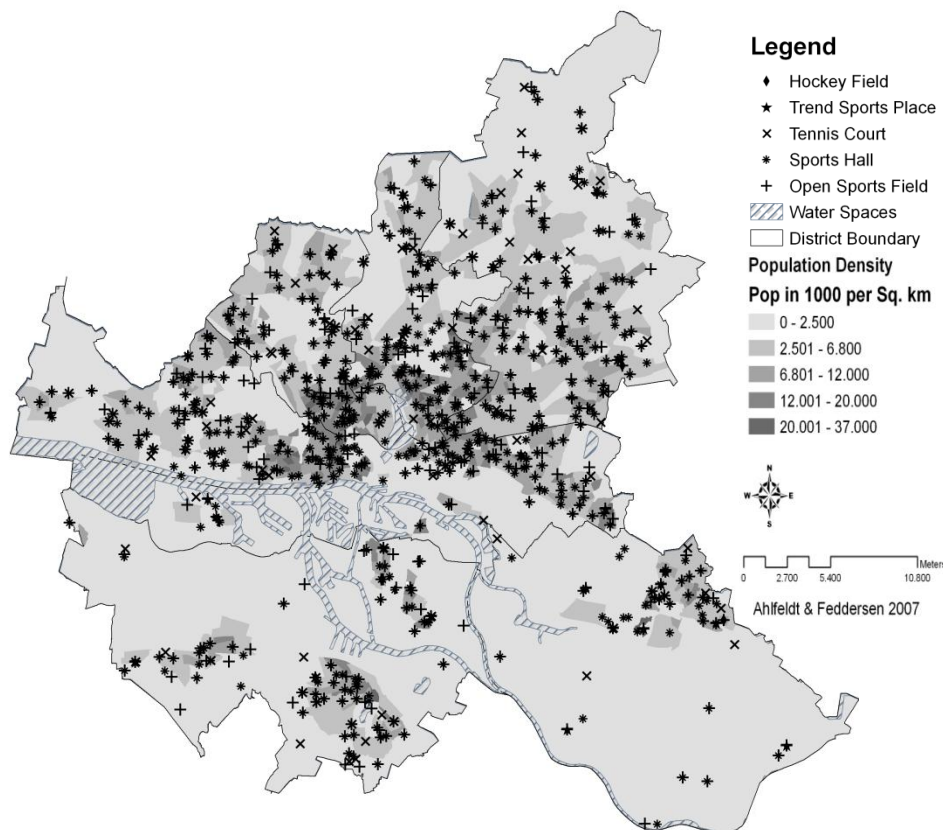 Legend
Hockey Field
Trend Sports Place
Tennis Court
Sports Hall
Open Sports Field
Water Spaces
District Boundary
Population Density
Pop in 1000 per Sq. km
0 - 2.500
2.501 - 6.800
6.801 - 12.000
12.001 - 20.000
20.001 - 37.000
N
W E
S
Meters
0 2.700 5.400 10.800
Ahlfeldt & Feddersen 2007